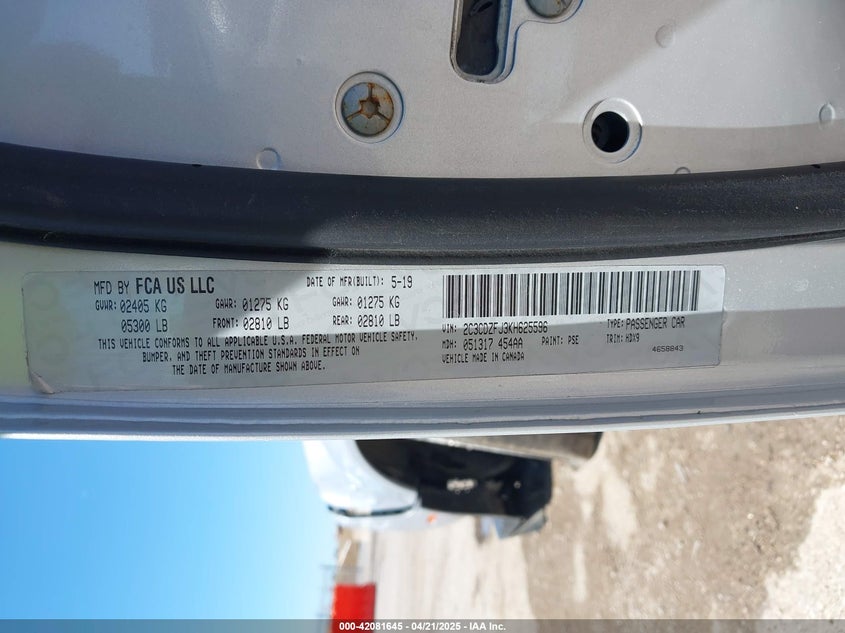 MFD BY FCA US LLC DATE OF MFR(BUILT): 5-19
GVWR: 02405 KG GAWR: 01275 KG GAWR: 01275 KG
05300 LB FRONT: 02810 LB REAR: 02810 LB
THIS VEHICLE CONFORMS TO ALL APPLICABLE U.S.A. FEDERAL MOTOR VEHICLE SAFETY,
BUMPER, AND THEFT PREVENTION STANDARDS IN EFFECT ON
THE DATE OF MANUFACTURE SHOWN ABOVE.
VIN: 2C3CDZFJ3KH625596 TYPE: PASSENGER CAR
MDH: 051317 454AA PAINT: PSE TRIM: HDX9
VEHICLE MADE IN CANADA 4658843
000-42081645 - 04/21/2025 - IAA Inc.